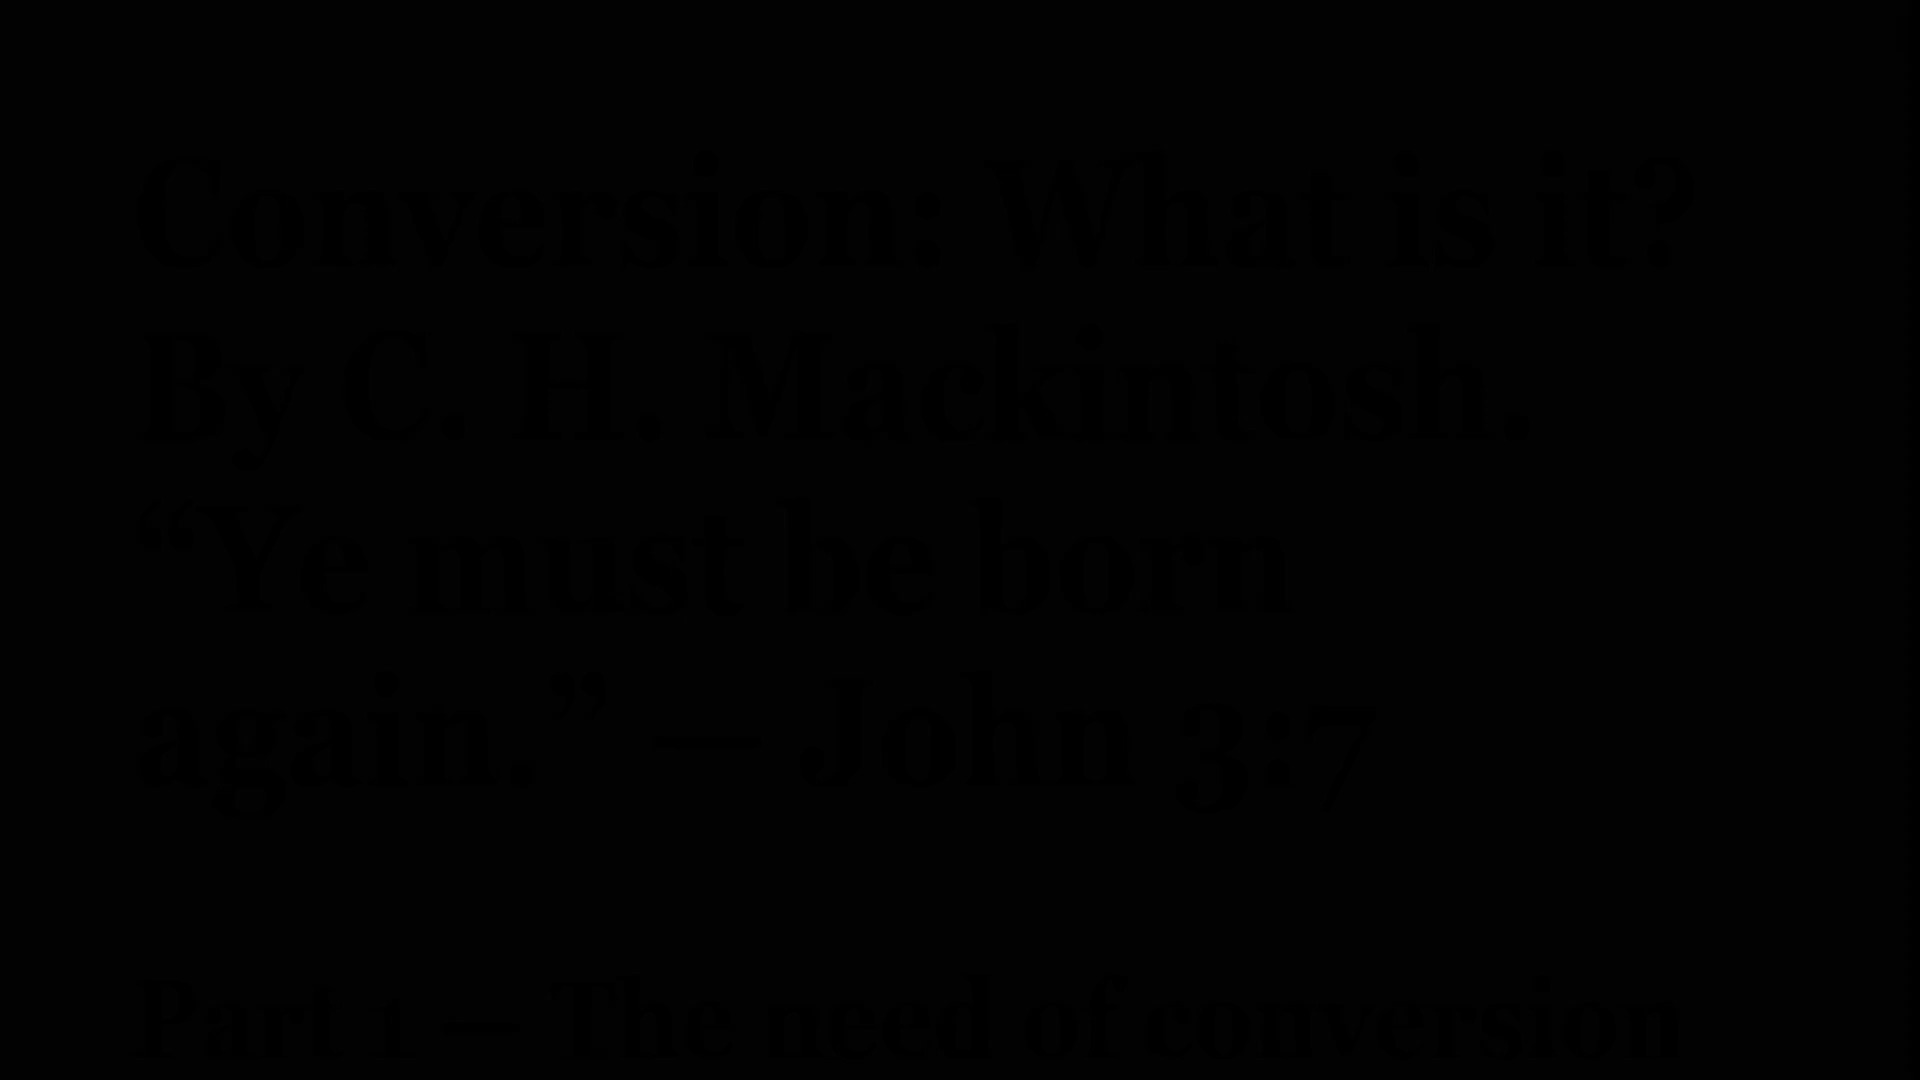 Conversion: What is it?
By C. H. Mackintosh.
“Ye must be born
again.” — John 3:7
Part 1 — The need of conversion